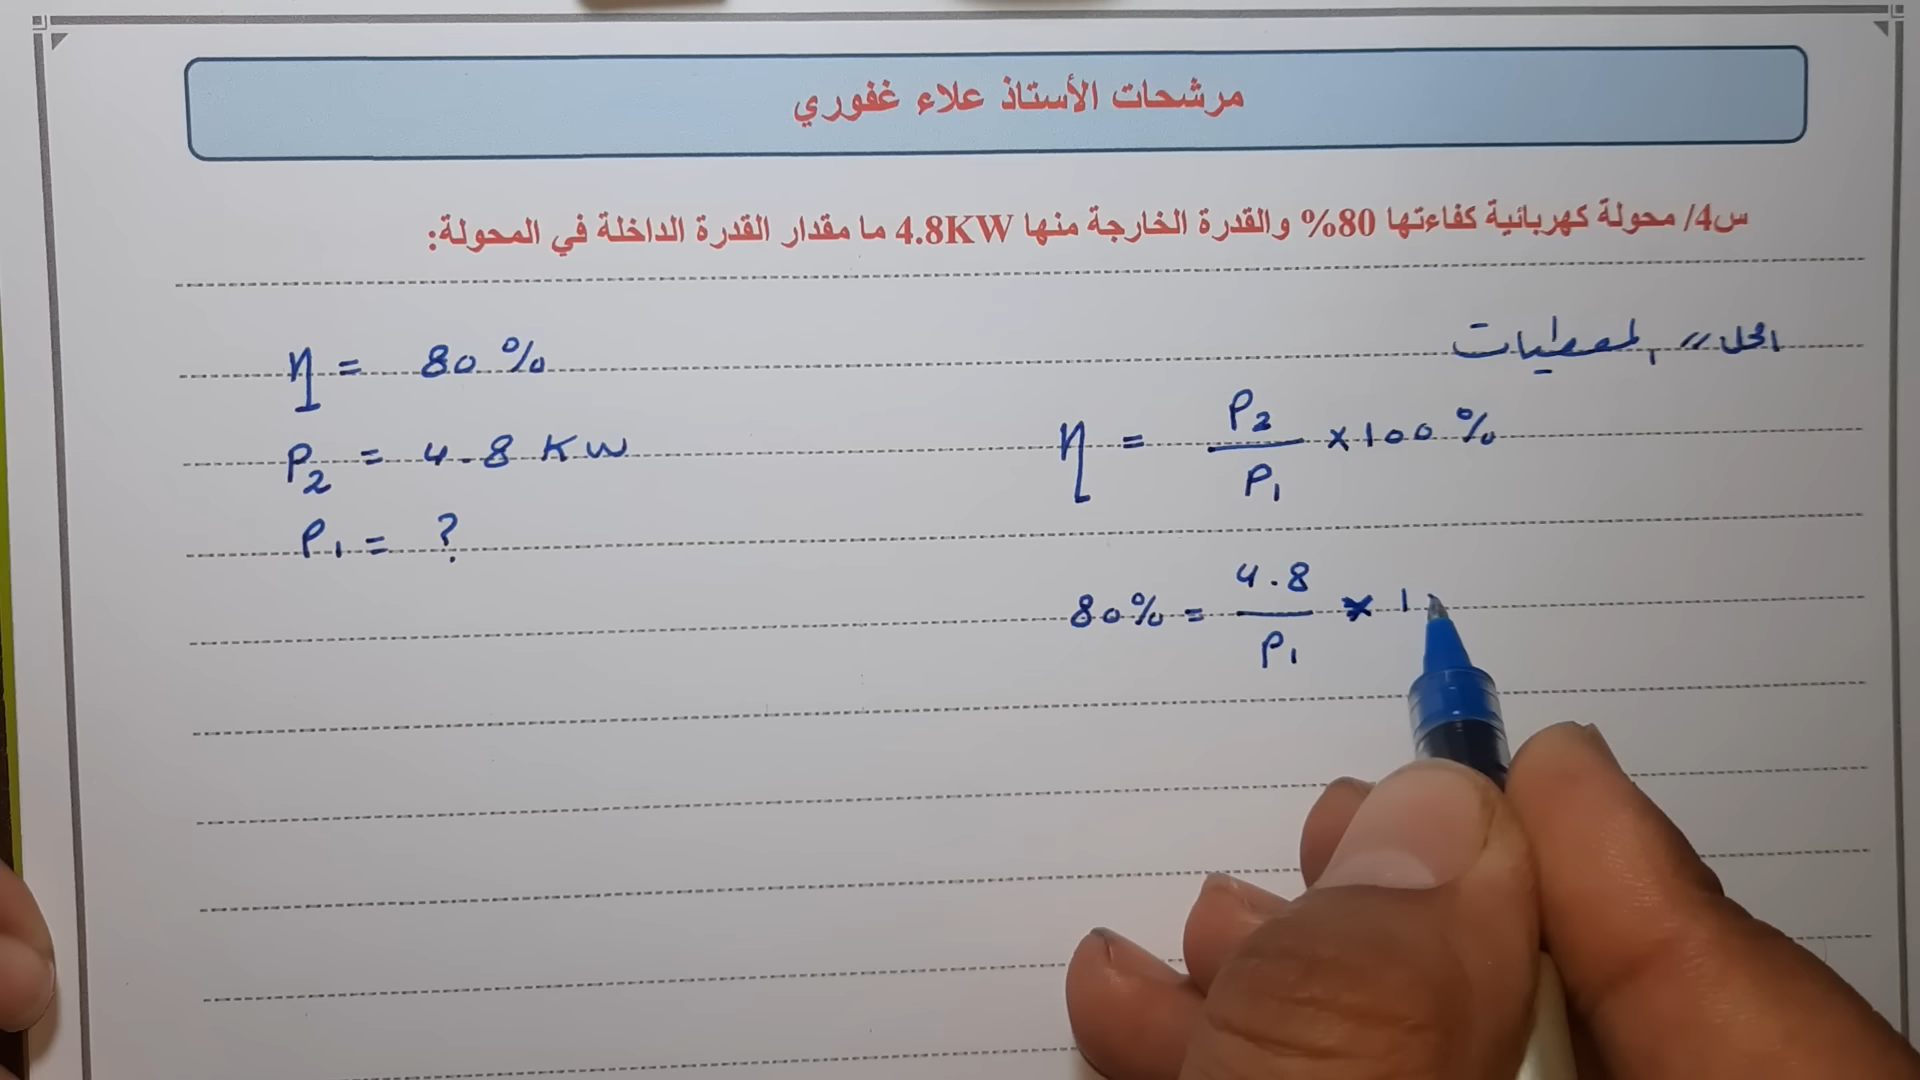 مرشحات الأستاذ علاء غفوري
س4/ محولة كهربائية كفاءتها 80% والقدرة الخارجة منها 4.8KW ما مقدار القدرة الداخلة في المحولة:
الحل // المعطيات
η = 80 %
P₂ = 4.8 KW
P₁ = ?
η = P₂ / P₁ × 100 %
80% = 4.8 / P₁ × 1